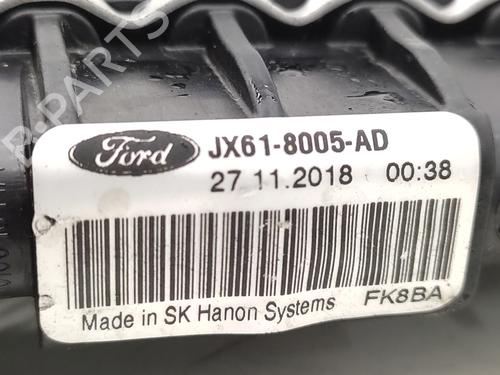 Ford JX61-8005-AD
27 11.2018 00:38
Made in SK Hanon Systems FK8BA
B-PARTS